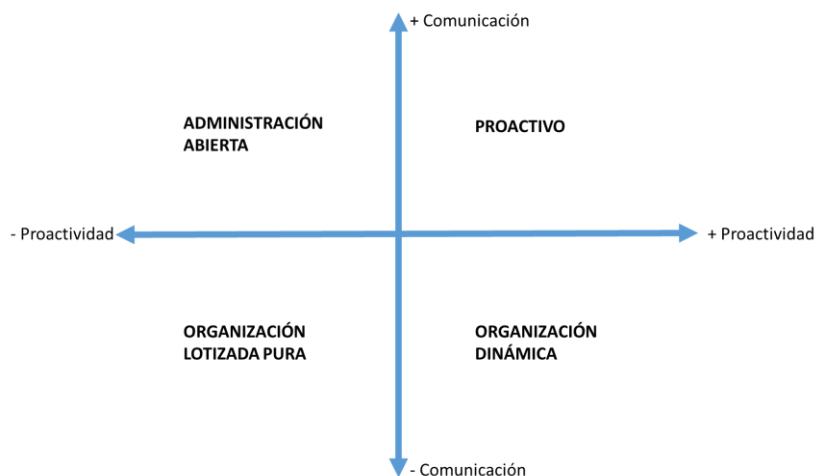 + Comunicación
ADMINISTRACIÓN
ABIERTA
PROACTIVO
- Proactividad
+ Proactividad
ORGANIZACIÓN
LOTIZADA PURA
ORGANIZACIÓN
DINÁMICA
- Comunicación